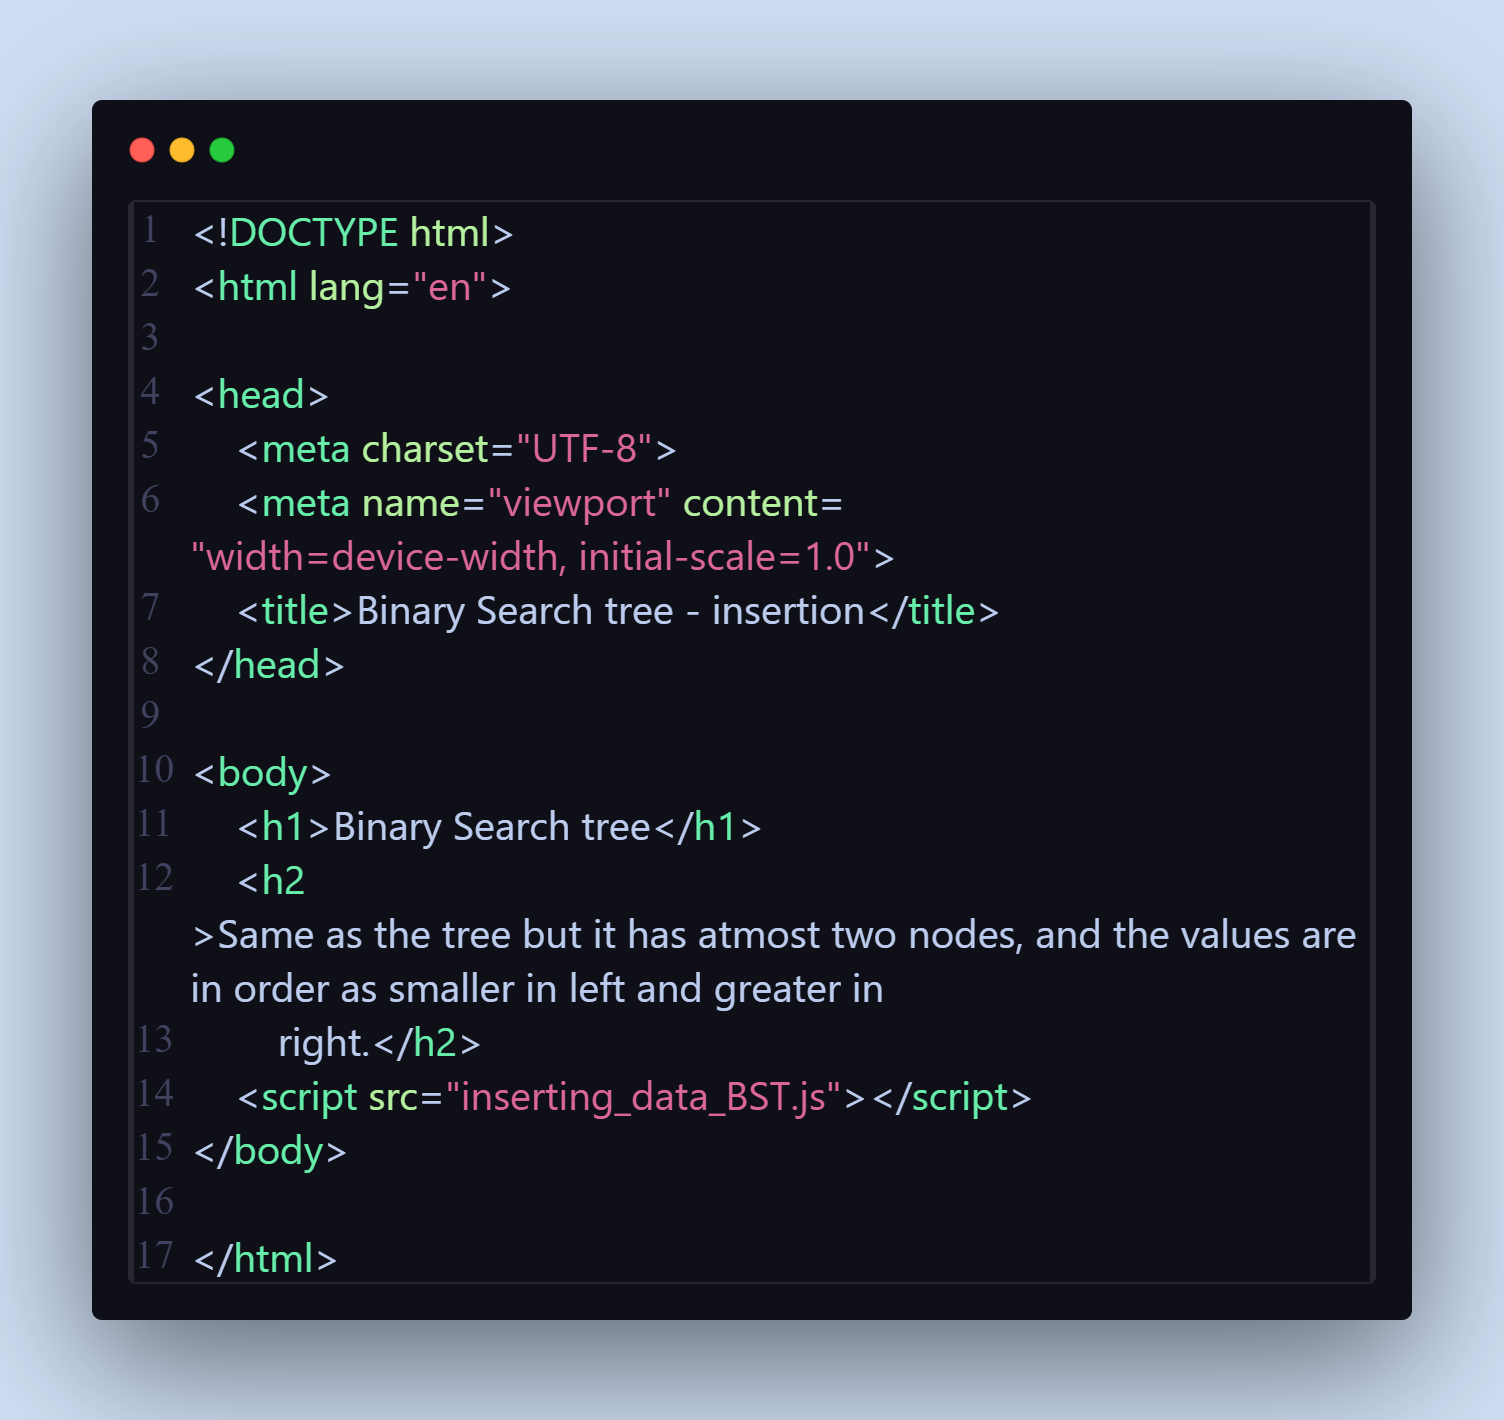 1 <!DOCTYPE html>
2 <html lang="en">
3
4 <head>
5     <meta charset="UTF-8">
6     <meta name="viewport" content=
"width=device-width, initial-scale=1.0">
7     <title>Binary Search tree - insertion</title>
8 </head>
9
10 <body>
11     <h1>Binary Search tree</h1>
12     <h2
>Same as the tree but it has atmost two nodes, and the values are
in order as smaller in left and greater in
13         right.</h2>
14     <script src="inserting_data_BST.js"></script>
15 </body>
16
17 </html>